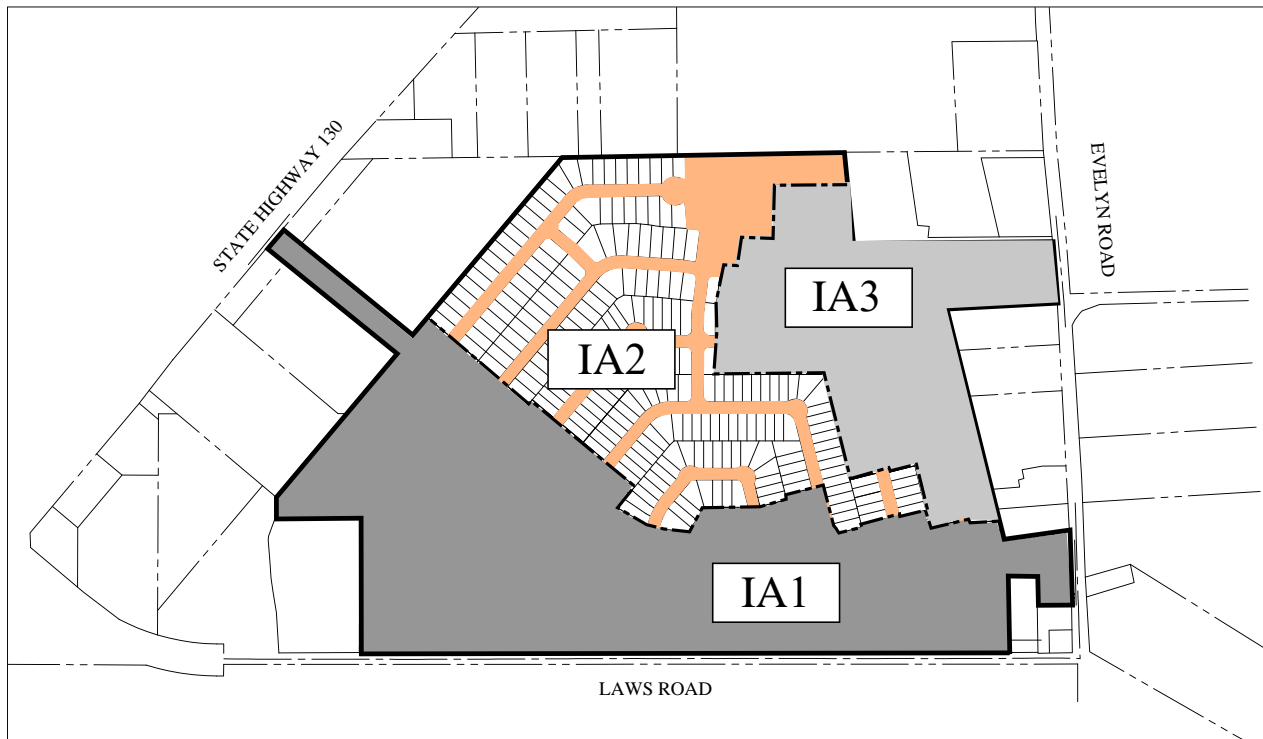 STATE HIGHWAY 130
EVELYN ROAD
IA3
IA2
IA1
LAWS ROAD